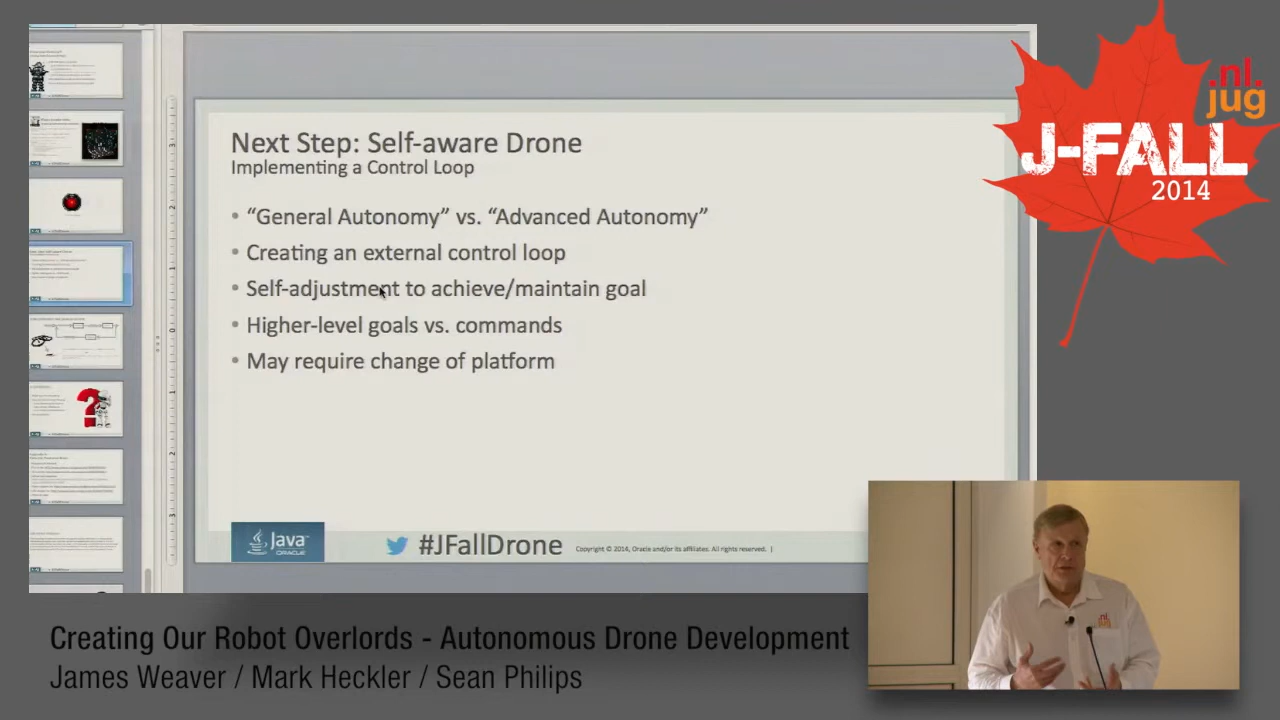 Next Step: Self-aware Drone
Implementing a Control Loop
• “General Autonomy” vs. “Advanced Autonomy”
• Creating an external control loop
• Self-adjustment to achieve/maintain goal
• Higher-level goals vs. commands
• May require change of platform
Java
ORACLE
#JFallDrone
Copyright © 2014, Oracle and/or its affiliates. All rights reserved. |
.nl.
jug
J-FALL
2014
nl
jug
Creating Our Robot Overlords - Autonomous Drone Development
James Weaver / Mark Heckler / Sean Philips